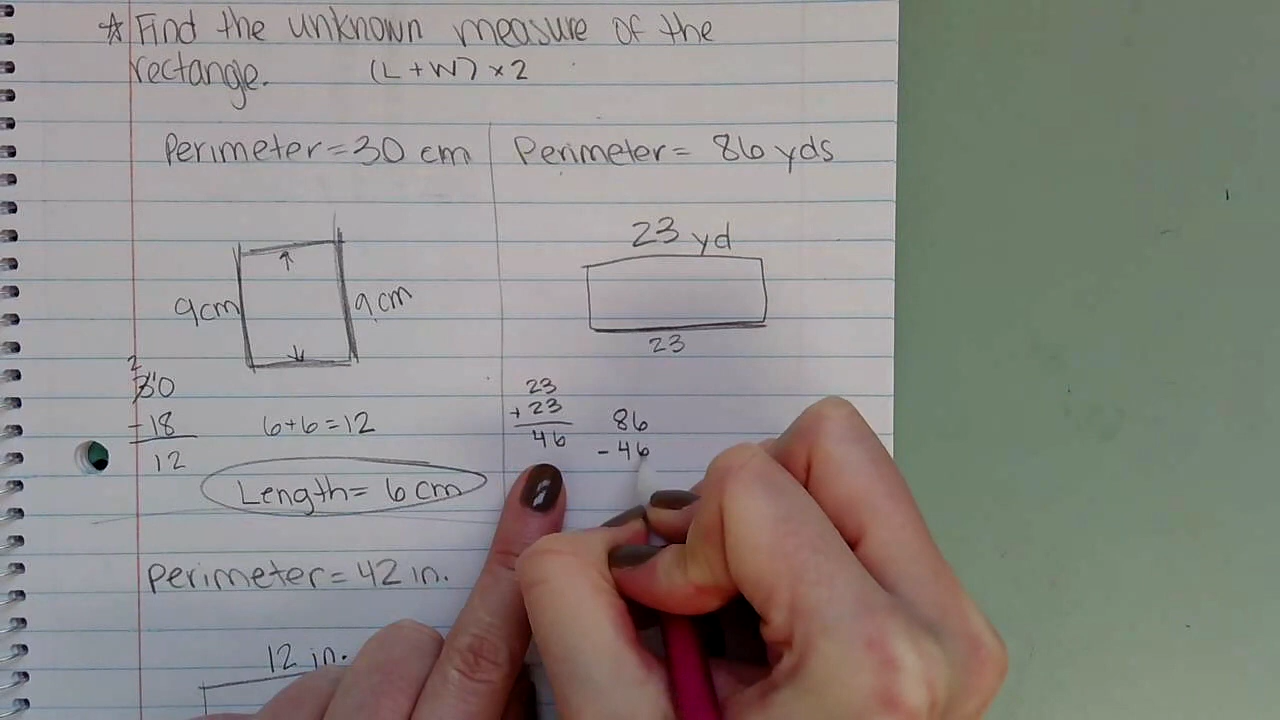 ☆ Find the unknown measure of the
rectange. (L + W) × 2
Perimeter = 30 cm
9cm 9cm
2
30
- 18
12
6+6=12
Length = 6 cm
Perimeter = 86 yds
23 yd
23
23
+ 23
46
86
- 46
perimeter = 42 in.
12 in.